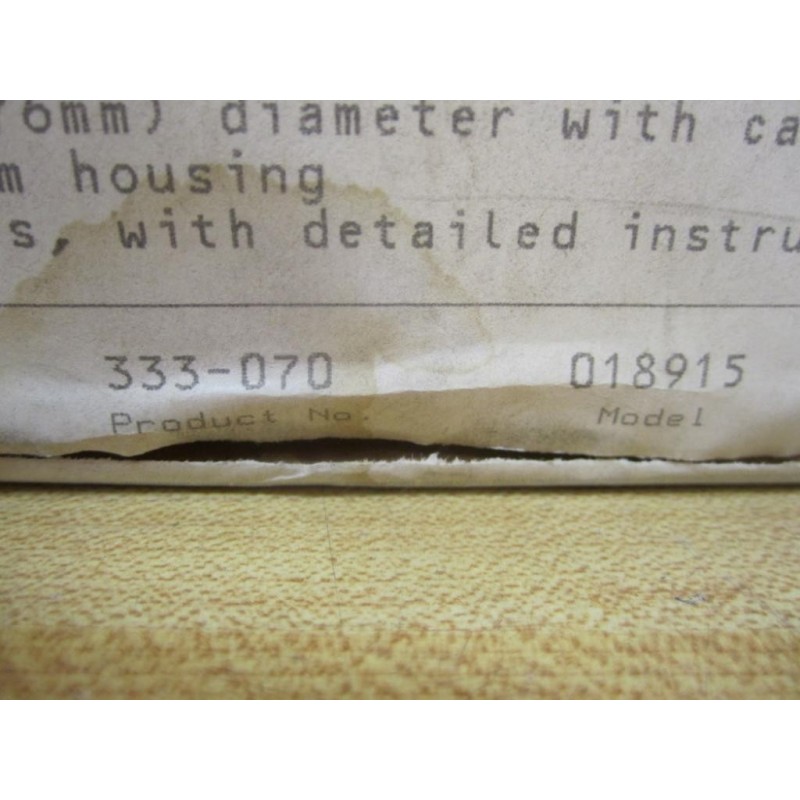 6mm) diameter with ca
m housing
s, with detailed instru
333-070 018915
Product No. Model